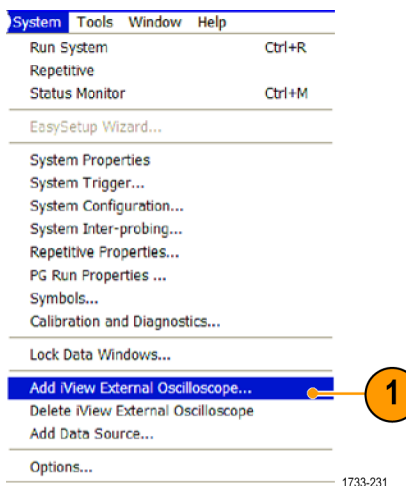 System Tools Window Help
Run System Ctrl+R
Repetitive
Status Monitor Ctrl+M
EasySetup Wizard...
System Properties
System Trigger...
System Configuration...
System Inter-probing...
Repetitive Properties...
PG Run Properties ...
Symbols...
Calibration and Diagnostics...
Lock Data Windows...
Add iView External Oscilloscope... 1
Delete iView External Oscilloscope
Add Data Source...
Options...
1733-231